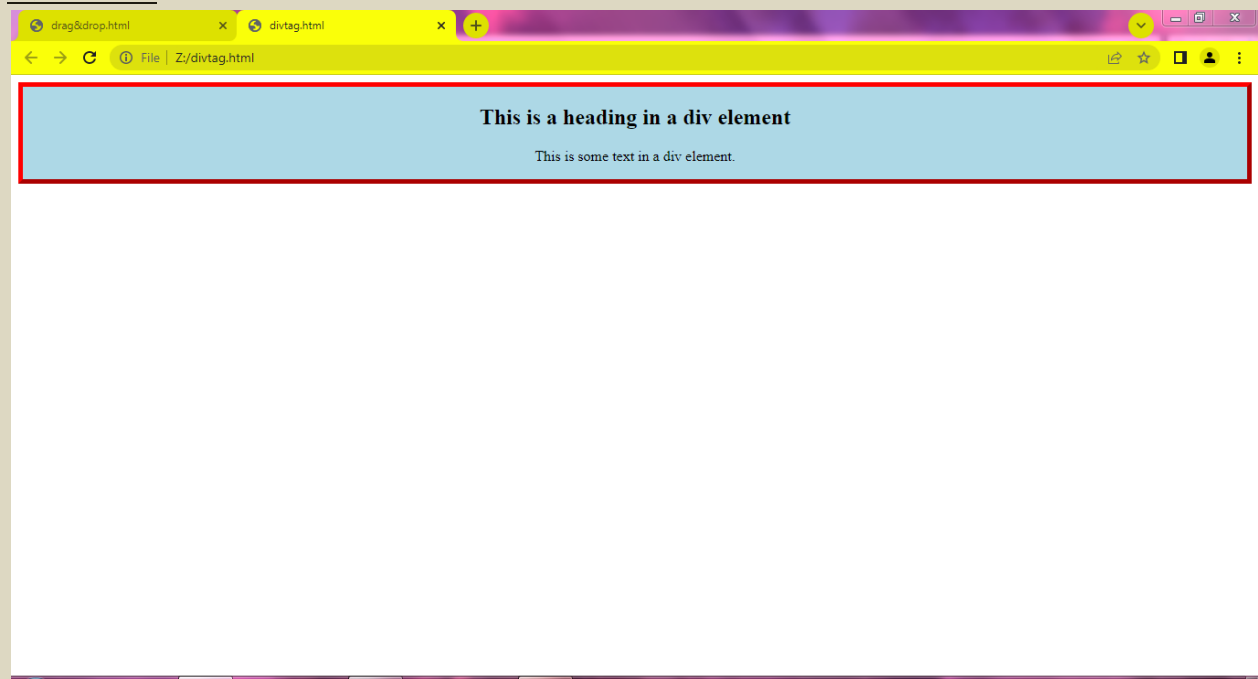 drag&drop.html
divtag.html
File | Z:/divtag.html
This is a heading in a div element
This is some text in a div element.